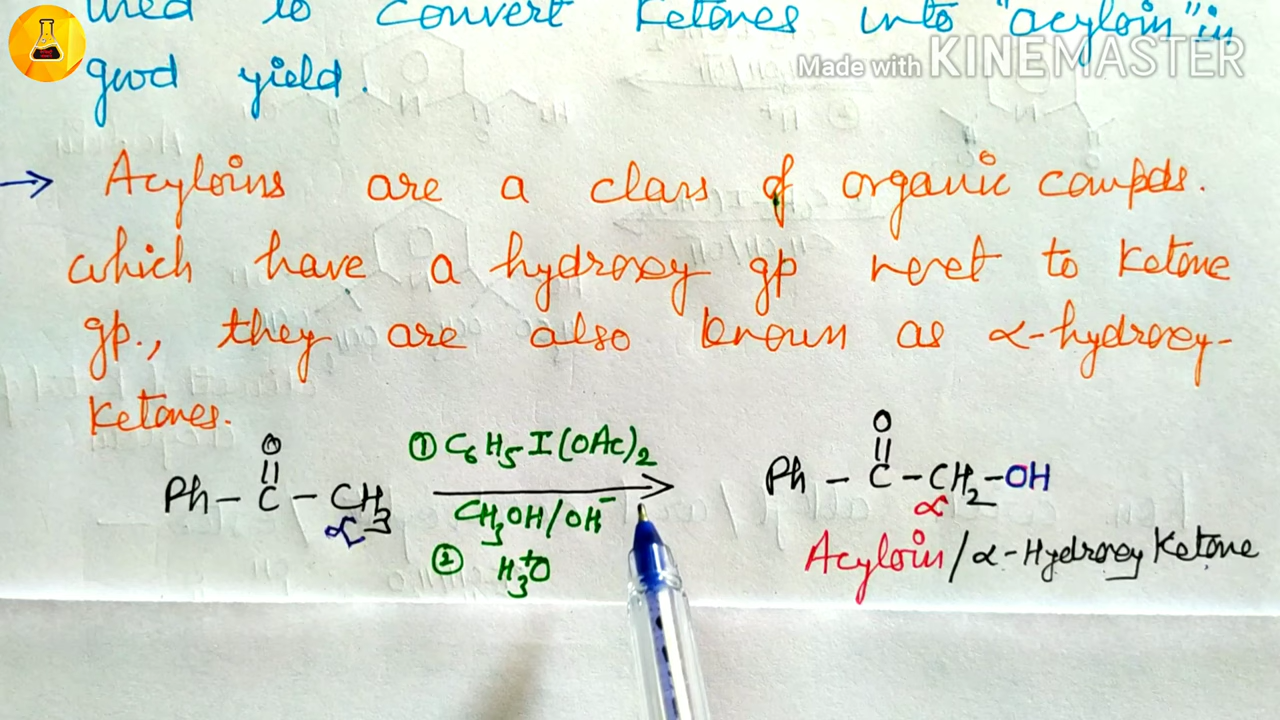 used to convert Ketones into "acyloin" in
good yield.
Made with KINEMASTER
→ Acyloins are a class of organic compds.
which have a hydroxy gp next to Ketone
gp., they are also known as α-hydroxy-
Ketones.
Ph – C – CH3
O
||
α
① C6H5I(OAc)2
CH3OH/OH⁻
② H3O⁺
O
||
Ph – C – CH2–OH
α
Acyloin/α-Hydroxy Ketone